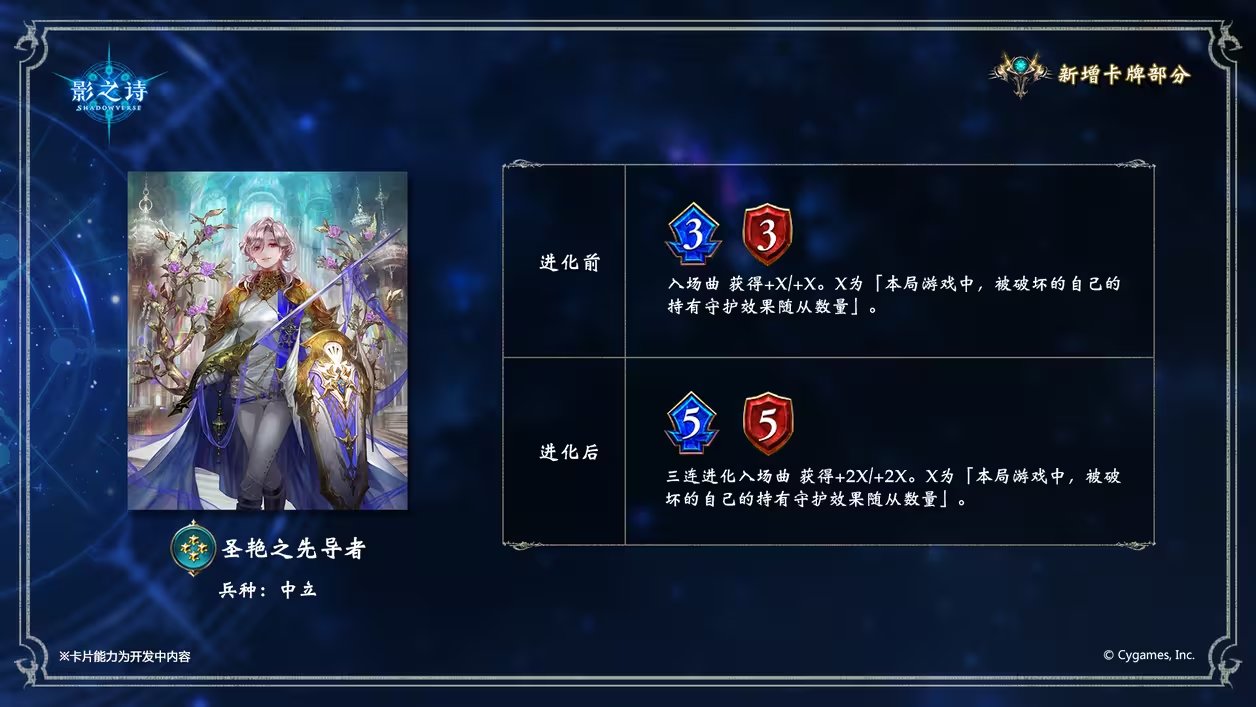 影之诗
SHADOWVERSE
新增卡牌部分
进化前
3 3
入场曲 获得+X/+X。X为「本局游戏中，被破坏的自己的
持有守护效果随从数量」。
进化后
5 5
三连进化入场曲 获得+2X/+2X。X为「本局游戏中，被破
坏的自己的持有守护效果随从数量」。
圣艳之先导者
兵种：中立
※卡片能力为开发中内容
© Cygames, Inc.